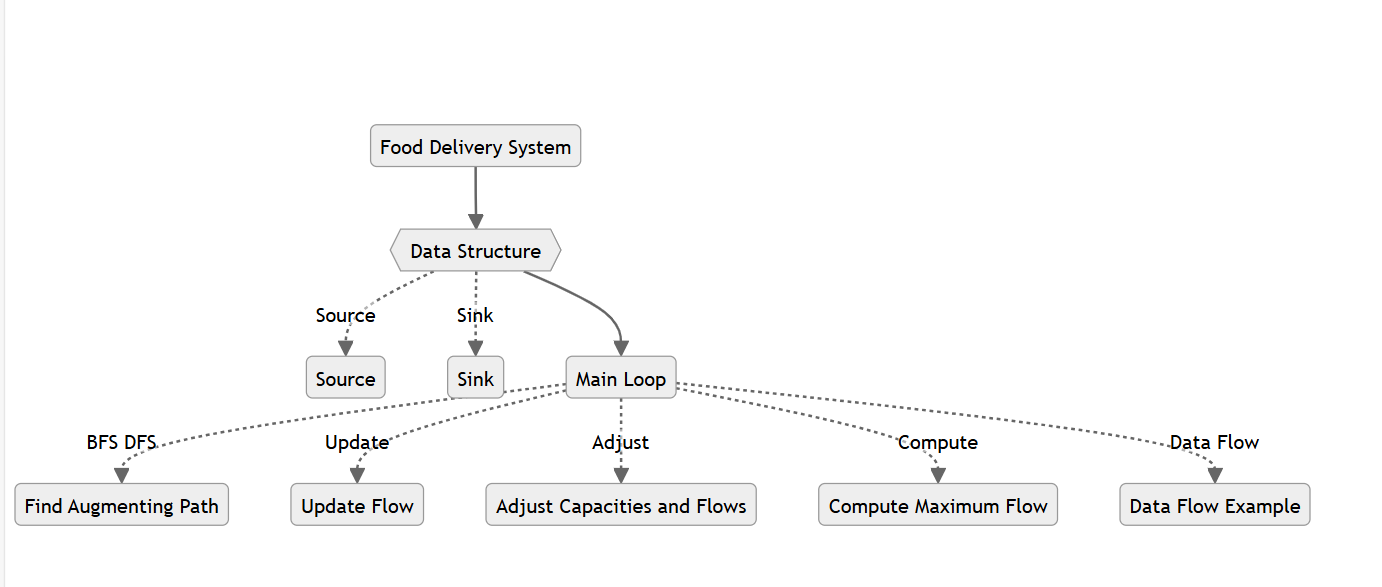 Food Delivery System
Data Structure
Source
Sink
Source
Sink
Main Loop
BFS DFS
Update
Adjust
Compute
Data Flow
Find Augmenting Path
Update Flow
Adjust Capacities and Flows
Compute Maximum Flow
Data Flow Example